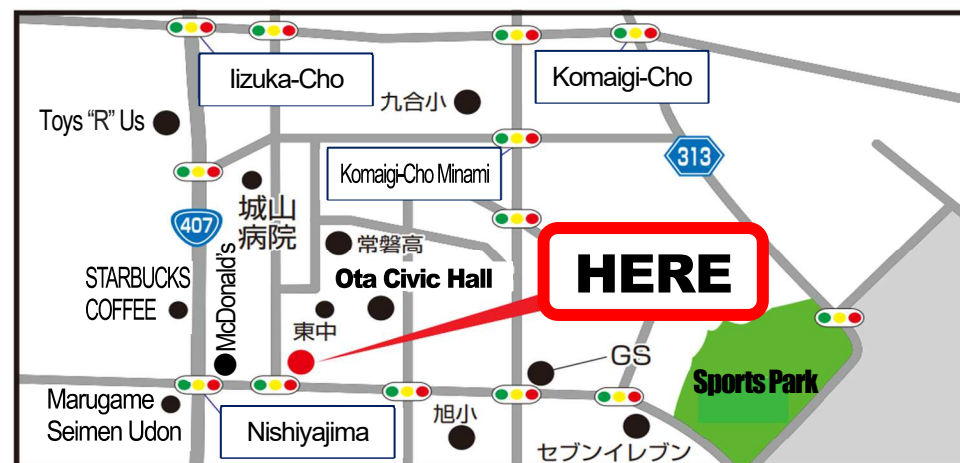 Iizuka-Cho
Komaigi-Cho
九合小
Toys “R” Us
Komaigi-Cho Minami
313
城山
病院
407
常磐高
HERE
McDonald's
Ota Civic Hall
STARBUCKS
COFFEE
東中
GS
Sports Park
Marugame
Seimen Udon
Nishiyajima
旭小
セブンイレブン